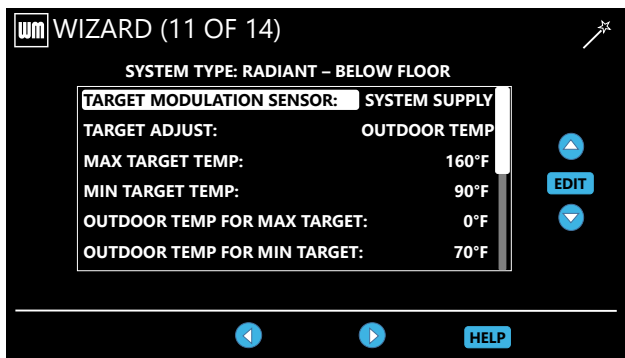 wm WIZARD (11 OF 14)
SYSTEM TYPE: RADIANT – BELOW FLOOR
TARGET MODULATION SENSOR: SYSTEM SUPPLY
TARGET ADJUST: OUTDOOR TEMP
MAX TARGET TEMP: 160°F
MIN TARGET TEMP: 90°F
OUTDOOR TEMP FOR MAX TARGET: 0°F
OUTDOOR TEMP FOR MIN TARGET: 70°F
EDIT
HELP